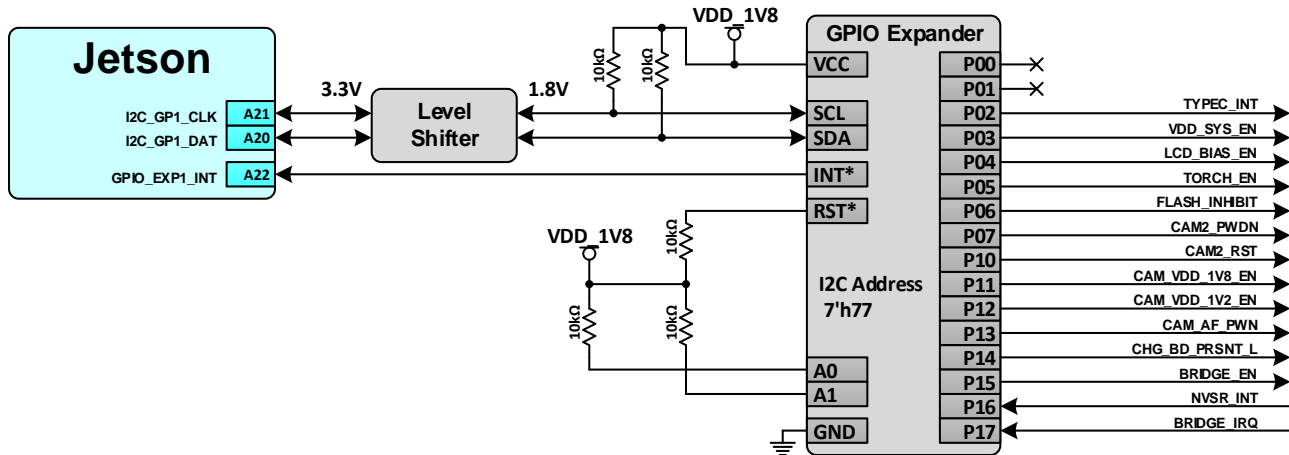 Jetson
I2C_GP1_CLK
A21
I2C_GP1_DAT
A20
GPIO_EXP1_INT
A22
3.3V
Level
Shifter
1.8V
10kΩ
10kΩ
VDD_1V8
VDD_1V8
10kΩ
10kΩ
10kΩ
GPIO Expander
VCC
SCL
SDA
INT*
RST*
I2C Address
7'h77
A0
A1
GND
P00
P01
P02
TYPEC_INT
P03
VDD_SYS_EN
P04
LCD_BIAS_EN
P05
TORCH_EN
P06
FLASH_INHIBIT
P07
CAM2_PWDN
P10
CAM2_RST
P11
CAM_VDD_1V8_EN
P12
CAM_VDD_1V2_EN
P13
CAM_AF_PWN
P14
CHG_BD_PRSNT_L
P15
BRIDGE_EN
P16
NVSR_INT
P17
BRIDGE_IRQ